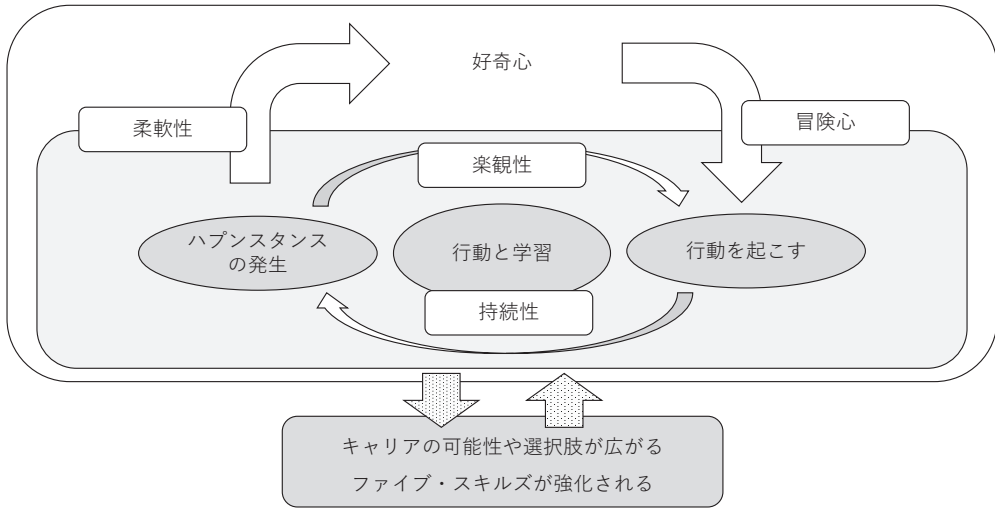 好奇心
柔軟性
冒険心
楽観性
ハプンスタンス
の発生
行動と学習
行動を起こす
持続性
キャリアの可能性や選択肢が広がる
ファイブ・スキルズが強化される